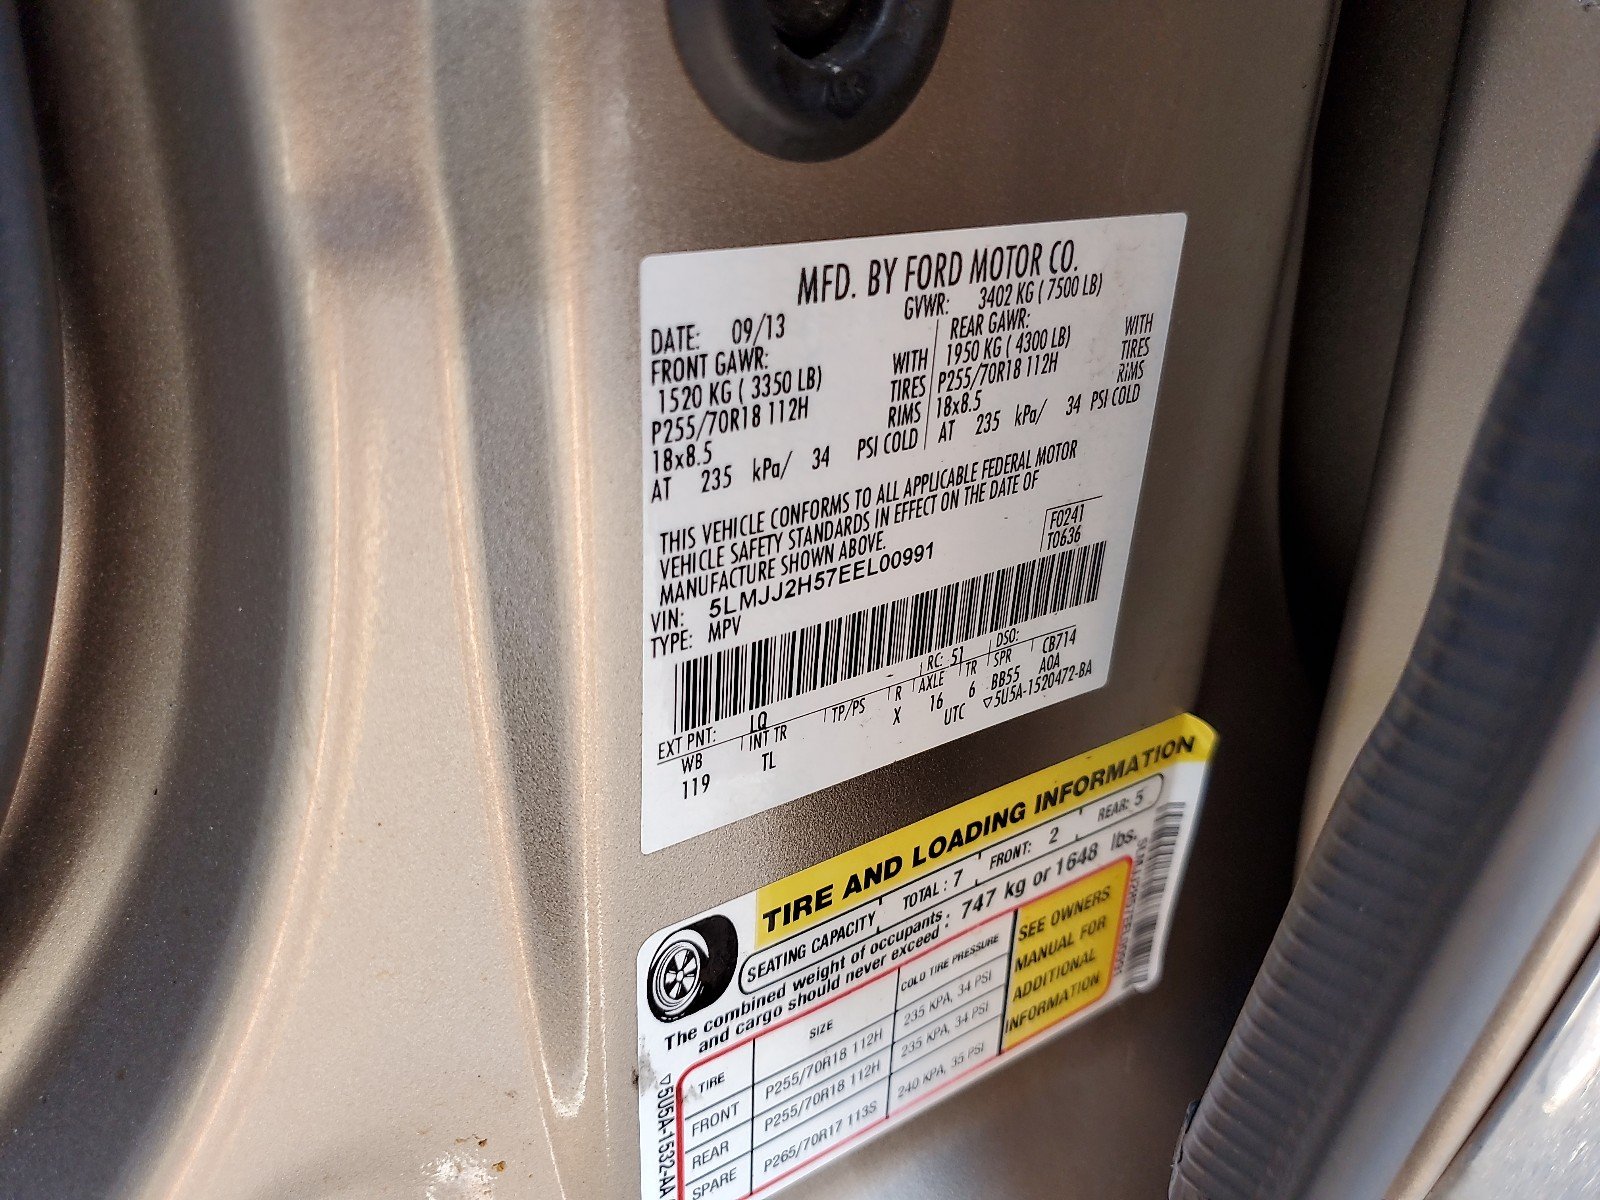 MFD. BY FORD MOTOR CO.
DATE: 09/13 GVWR: 3402 KG ( 7500 LB)
FRONT GAWR: REAR GAWR:
1520 KG ( 3350 LB) WITH 1950 KG ( 4300 LB) WITH
P255/70R18 112H TIRES P255/70R18 112H TIRES
18x8.5 RIMS 18x8.5 RIMS
AT 235 kPa/ 34 PSI COLD AT 235 kPa/ 34 PSI COLD
THIS VEHICLE CONFORMS TO ALL APPLICABLE FEDERAL MOTOR
VEHICLE SAFETY STANDARDS IN EFFECT ON THE DATE OF
MANUFACTURE SHOWN ABOVE.
F0241
T0636
VIN: 5LMJJ2H57EEL00991
TYPE: MPV
EXT PNT: LQ RC: 51 DSO:
WB INT TR TP/PS R AXLE TR SPR CB714
119 TL X 16 6 BB55 AOA
UTC ▽5U5A-1520472-BA
TIRE AND LOADING INFORMATION
SEATING CAPACITY TOTAL: 7 FRONT: 2 REAR: 5
The combined weight of occupants
and cargo should never exceed : 747 kg or 1648 lbs.
TIRE SIZE COLD TIRE PRESSURE
FRONT P255/70R18 112H 235 KPA, 34 PSI
REAR P255/70R18 112H 235 KPA, 34 PSI
SPARE P265/70R17 113S 240 KPA, 35 PSI
SEE OWNERS
MANUAL FOR
ADDITIONAL
INFORMATION
▽5U5A-1532-AA